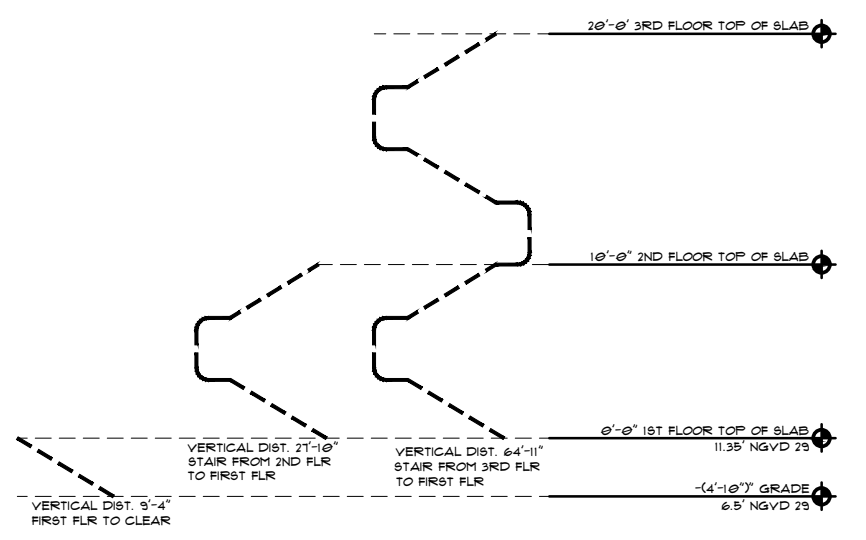 20'-0' 3RD FLOOR TOP OF SLAB
10'-0" 2ND FLOOR TOP OF SLAB
0'-0" 1ST FLOOR TOP OF SLAB
11.35' NGVD 29
VERTICAL DIST. 27'-10"
STAIR FROM 2ND FLR
TO FIRST FLR
VERTICAL DIST. 64'-11"
STAIR FROM 3RD FLR
TO FIRST FLR
-(4'-10")" GRADE
6.5' NGVD 29
VERTICAL DIST. 9'-4"
FIRST FLR TO CLEAR